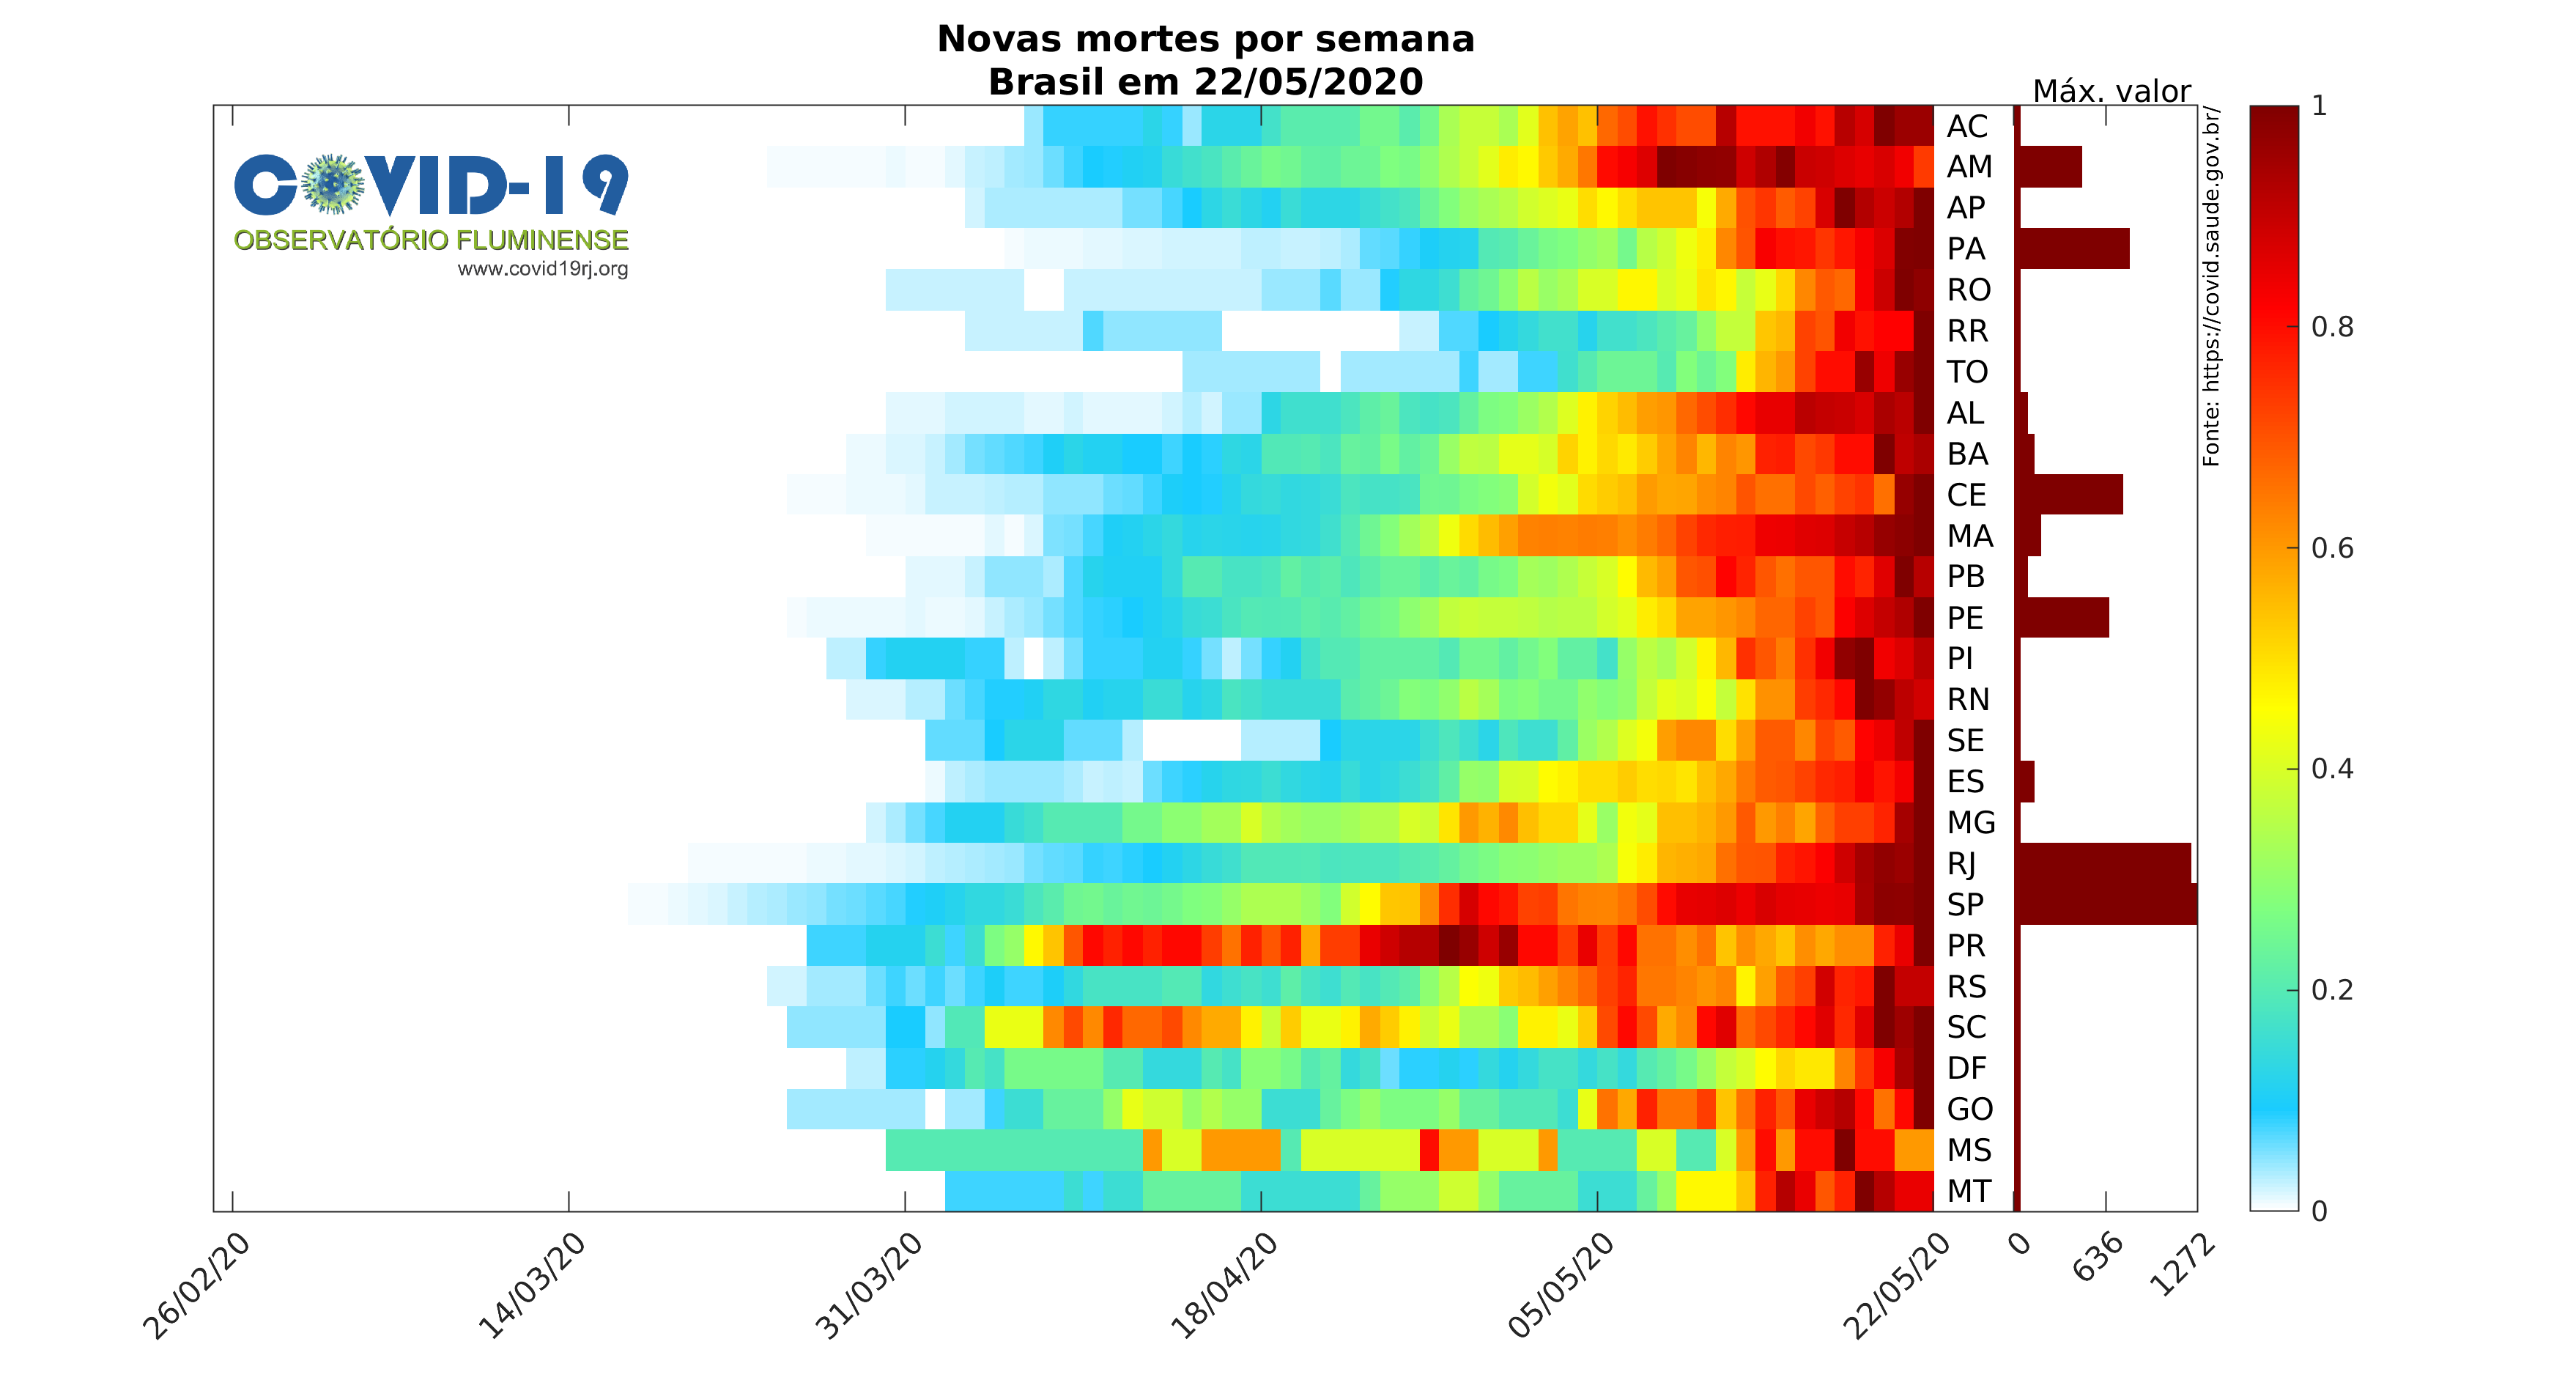 Novas mortes por semana
Brasil em 22/05/2020
Máx. valor
COVID-19
OBSERVATÓRIO FLUMINENSE
www.covid19rj.org
AC
AM
AP
PA
RO
RR
TO
AL
BA
CE
MA
PB
PE
PI
RN
SE
ES
MG
RJ
SP
PR
RS
SC
DF
GO
MS
MT
Fonte: https://covid.saude.gov.br/
1
0.8
0.6
0.4
0.2
0
26/02/20
14/03/20
31/03/20
18/04/20
05/05/20
22/05/20
0
636
1272